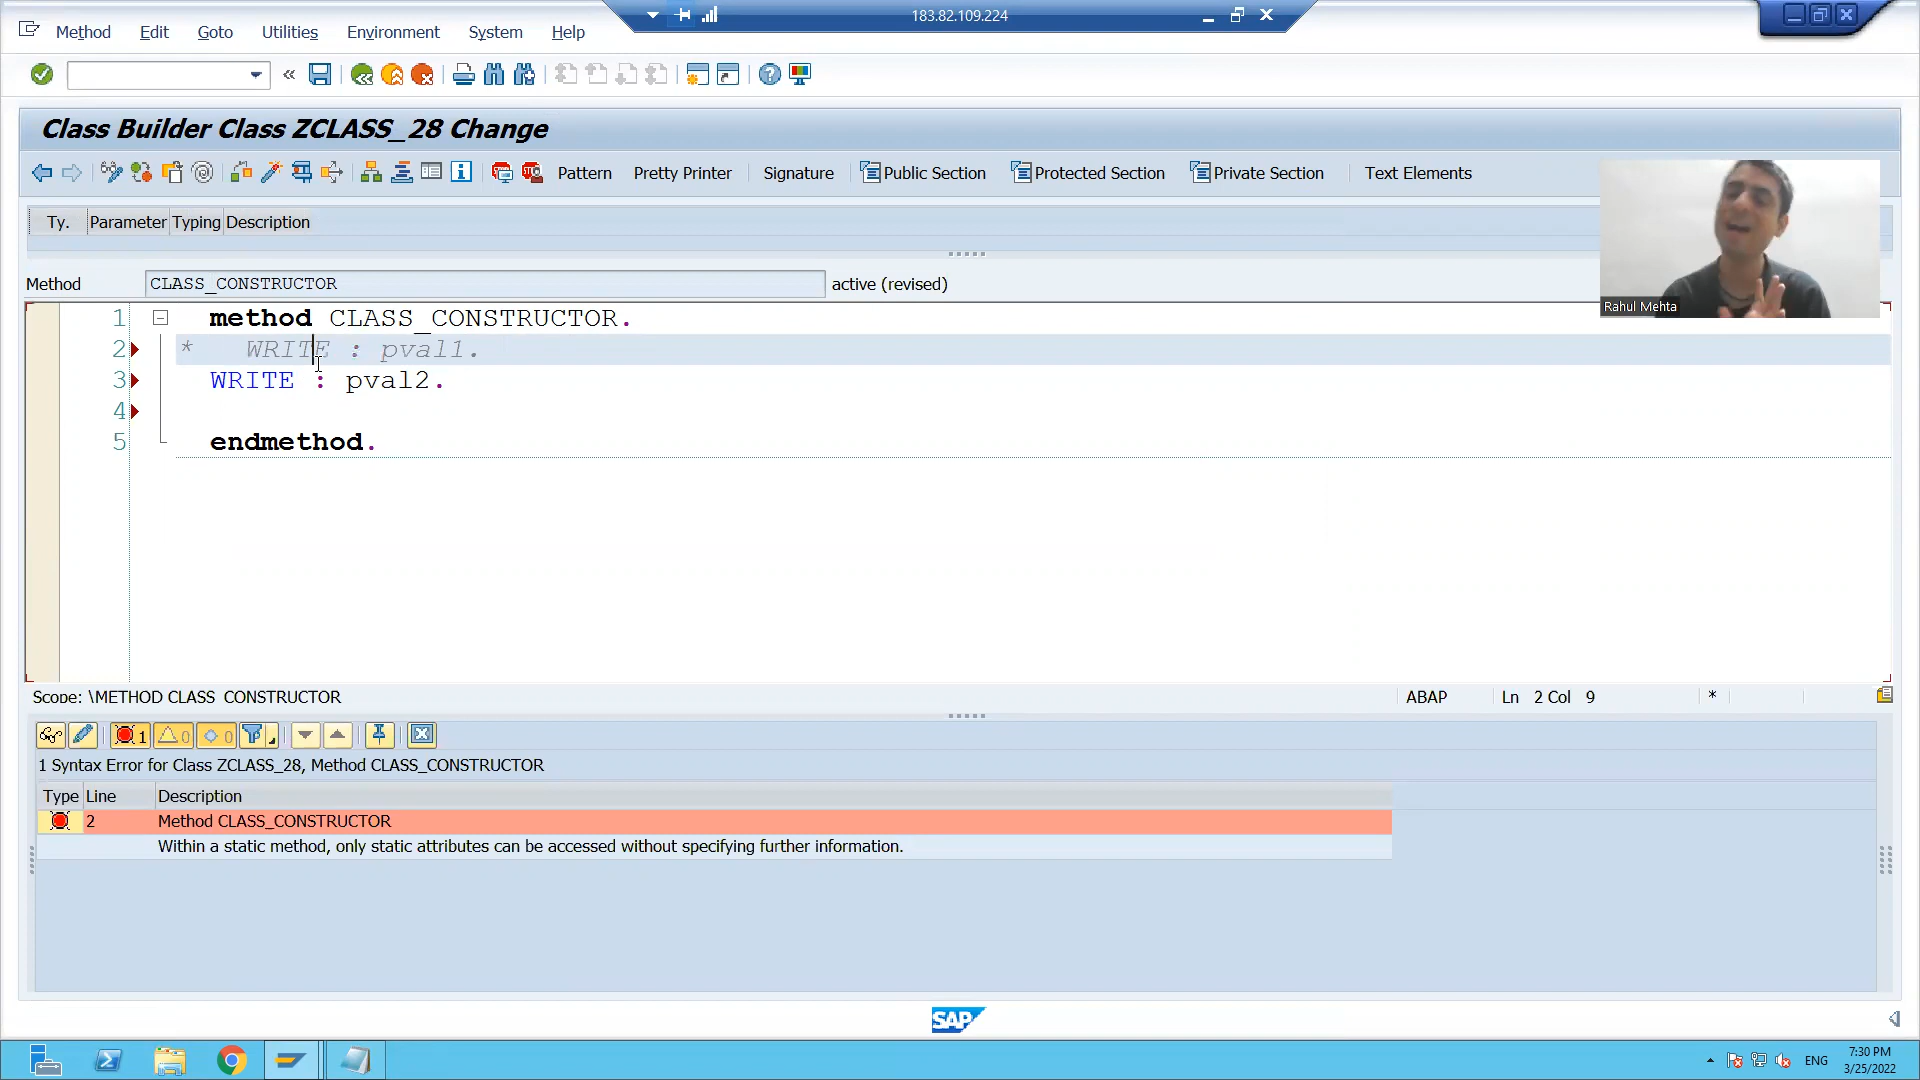 183.82.109.224
Method Edit Goto Utilities Environment System Help
Class Builder Class ZCLASS_28 Change
Pattern Pretty Printer Signature Public Section Protected Section Private Section Text Elements
Ty. Parameter Typing Description
Rahul Mehta
Method CLASS_CONSTRUCTOR active (revised)
1 method CLASS_CONSTRUCTOR.
2 * WRITE : pval1.
3 WRITE : pval2.
4
5 endmethod.
Scope: \METHOD CLASS_CONSTRUCTOR ABAP Ln 2 Col 9 *
1 0 0
1 Syntax Error for Class ZCLASS_28, Method CLASS_CONSTRUCTOR
Type Line Description
2 Method CLASS_CONSTRUCTOR
Within a static method, only static attributes can be accessed without specifying further information.
SAP
ENG 7:30 PM
3/25/2022